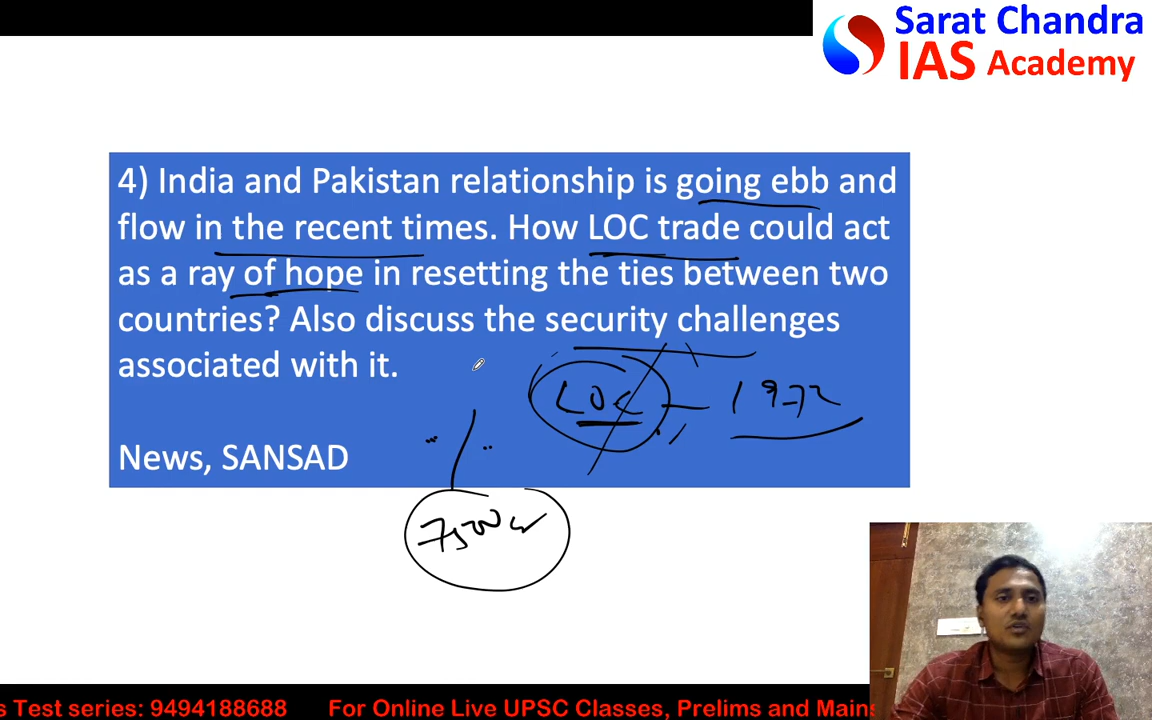 Sarat Chandra
IAS Academy
4) India and Pakistan relationship is going ebb and
flow in the recent times. How LOC trade could act
as a ray of hope in resetting the ties between two
countries? Also discuss the security challenges
associated with it.
LOC - 1972
News, SANSAD
s Test series: 9494188688 For Online Live UPSC Classes, Prelims and Mains